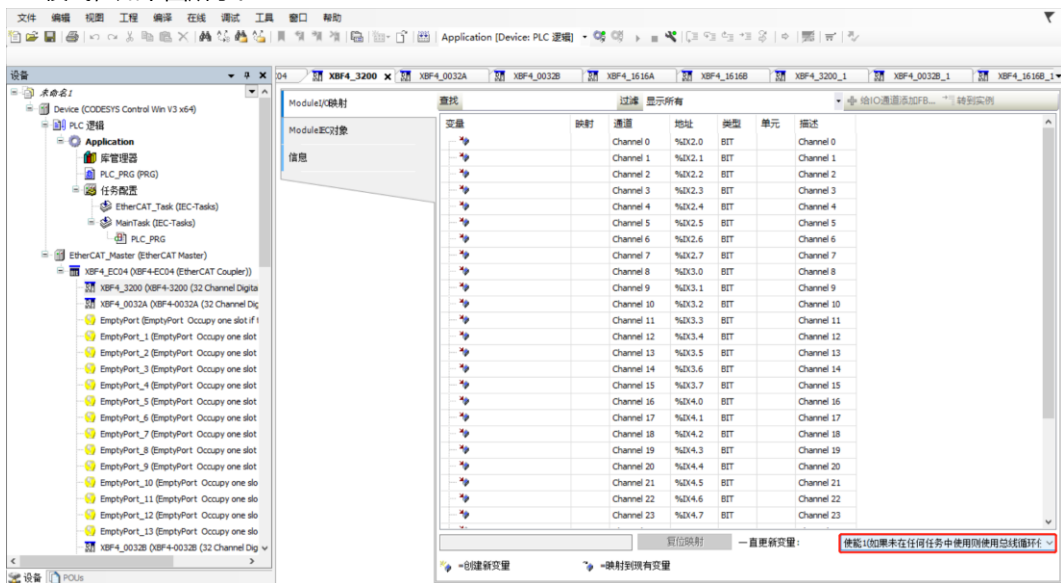 文件 编辑 视图 工程 编译 在线 调试 工具 窗口 帮助
Application [Device: PLC 逻辑]
设备
04 XBF4_3200 XBF4_0032A XBF4_0032B XBF4_1616A XBF4_1616B XBF4_3200_1 XBF4_0032B_1 XBF4_1616B_1
未命名1
Device (CODESYS Control Win V3 x64)
PLC 逻辑
Application
库管理器
PLC_PRG (PRG)
任务配置
EtherCAT_Task (IEC-Tasks)
MainTask (IEC-Tasks)
PLC_PRG
EtherCAT_Master (EtherCAT Master)
XBF4_EC04 (XBF4-EC04 (EtherCAT Coupler))
XBF4_3200 (XBF4-3200 (32 Channel Digita
XBF4_0032A (XBF4-0032A (32 Channel Dig
EmptyPort (EmptyPort Occupy one slot if t
EmptyPort_1 (EmptyPort Occupy one slot
EmptyPort_2 (EmptyPort Occupy one slot
EmptyPort_3 (EmptyPort Occupy one slot
EmptyPort_4 (EmptyPort Occupy one slot
EmptyPort_5 (EmptyPort Occupy one slot
EmptyPort_6 (EmptyPort Occupy one slot
EmptyPort_7 (EmptyPort Occupy one slot
EmptyPort_8 (EmptyPort Occupy one slot
EmptyPort_9 (EmptyPort Occupy one slot
EmptyPort_10 (EmptyPort Occupy one slo
EmptyPort_11 (EmptyPort Occupy one slo
EmptyPort_12 (EmptyPort Occupy one slo
EmptyPort_13 (EmptyPort Occupy one slo
XBF4_0032B (XBF4-0032B (32 Channel Dig
设备 POUs
ModuleI/O映射
ModuleIEC对象
信息
查找 过滤 显示所有 给IO通道添加FB... 转到实例
变量 映射 通道 地址 类型 单元 描述
Channel 0 %IX2.0 BIT Channel 0
Channel 1 %IX2.1 BIT Channel 1
Channel 2 %IX2.2 BIT Channel 2
Channel 3 %IX2.3 BIT Channel 3
Channel 4 %IX2.4 BIT Channel 4
Channel 5 %IX2.5 BIT Channel 5
Channel 6 %IX2.6 BIT Channel 6
Channel 7 %IX2.7 BIT Channel 7
Channel 8 %IX3.0 BIT Channel 8
Channel 9 %IX3.1 BIT Channel 9
Channel 10 %IX3.2 BIT Channel 10
Channel 11 %IX3.3 BIT Channel 11
Channel 12 %IX3.4 BIT Channel 12
Channel 13 %IX3.5 BIT Channel 13
Channel 14 %IX3.6 BIT Channel 14
Channel 15 %IX3.7 BIT Channel 15
Channel 16 %IX4.0 BIT Channel 16
Channel 17 %IX4.1 BIT Channel 17
Channel 18 %IX4.2 BIT Channel 18
Channel 19 %IX4.3 BIT Channel 19
Channel 20 %IX4.4 BIT Channel 20
Channel 21 %IX4.5 BIT Channel 21
Channel 22 %IX4.6 BIT Channel 22
Channel 23 %IX4.7 BIT Channel 23
复位映射 一直更新变量: 使能1(如果未在任何任务中使用则使用总线循环任
=创建新变量 =映射到现有变量